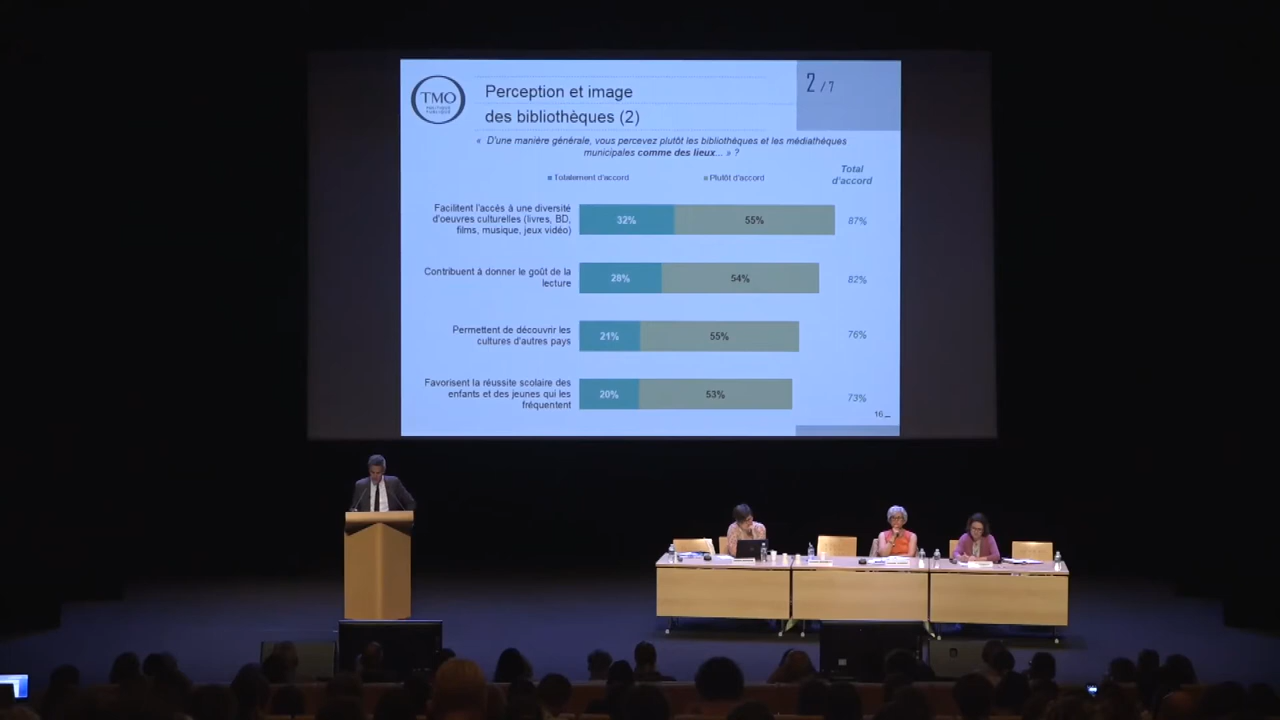 TMO
POLITIQUES
PUBLIQUES
Perception et image
des bibliothèques (2)
2 / 7
« D'une manière générale, vous percevez plutôt les bibliothèques et les médiathèques
municipales comme des lieux... » ?
Totalement d'accord
Plutôt d'accord
Total
d'accord
Facilitent l'accès à une diversité
d'oeuvres culturelles (livres, BD,
films, musique, jeux vidéo)
32%
55%
87%
Contribuent à donner le goût de la
lecture
28%
54%
82%
Permettent de découvrir les
cultures d'autres pays
21%
55%
76%
Favorisent la réussite scolaire des
enfants et des jeunes qui les
fréquentent
20%
53%
73%
16